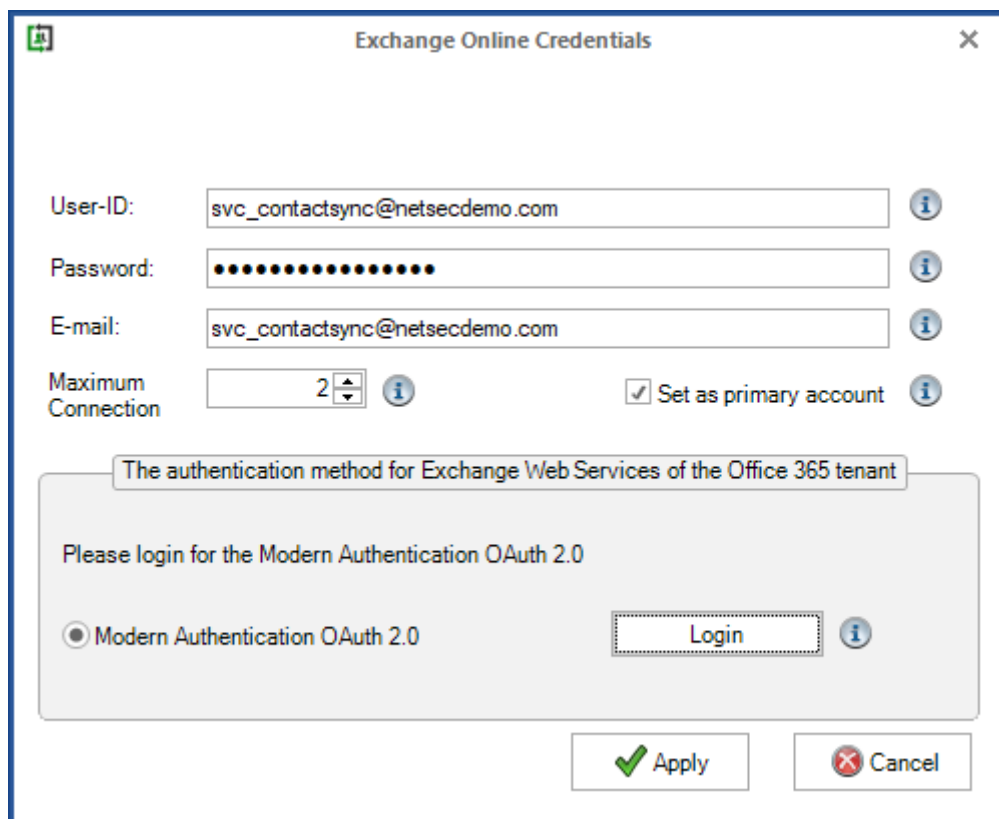 Exchange Online Credentials
User-ID:
svc_contactsync@netsecdemo.com
Password:
••••••••••••••••
E-mail:
svc_contactsync@netsecdemo.com
Maximum
Connection
2
Set as primary account
The authentication method for Exchange Web Services of the Office 365 tenant
Please login for the Modern Authentication OAuth 2.0
Modern Authentication OAuth 2.0
Login
Apply
Cancel